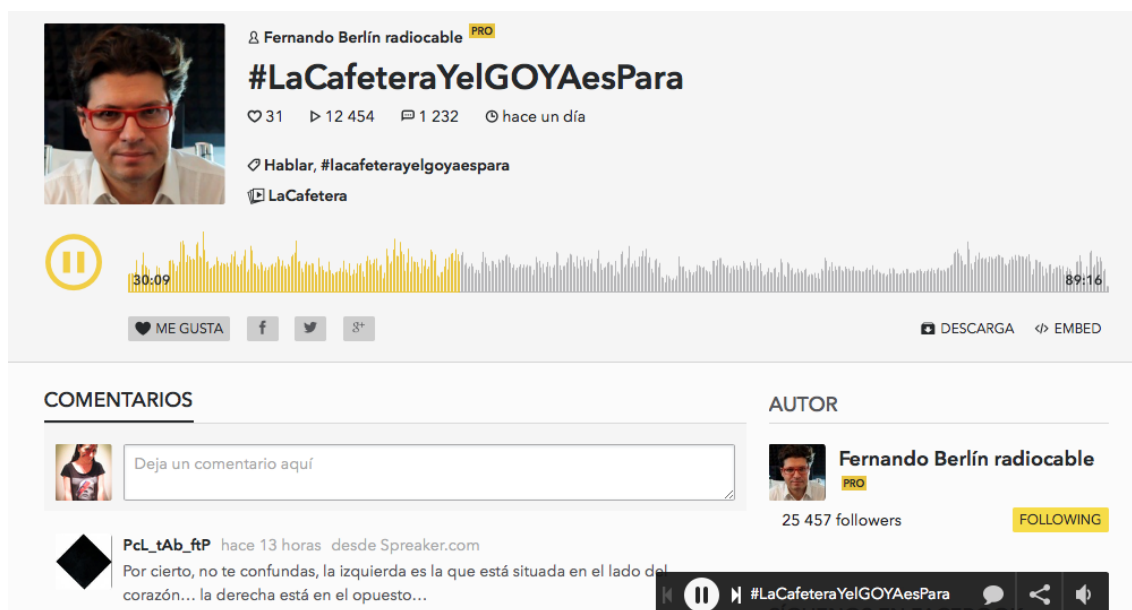 Fernando Berlín radiocable PRO
#LaCafeteraYelGOYAesPara
31 12 454 1 232 hace un día
Hablar, #lacafeterayelgoyaespara
LaCafetera
30:09 89:16
ME GUSTA f 8+ DESCARGA </> EMBED
COMENTARIOS
Deja un comentario aquí
PcL_tAb_ftP hace 13 horas desde Spreaker.com
Por cierto, no te confundas, la izquierda es la que está situada en el lado del
corazón... la derecha está en el opuesto...
AUTOR
Fernando Berlín radiocable
PRO
25 457 followers FOLLOWING
#LaCafeteraYelGOYAesPara